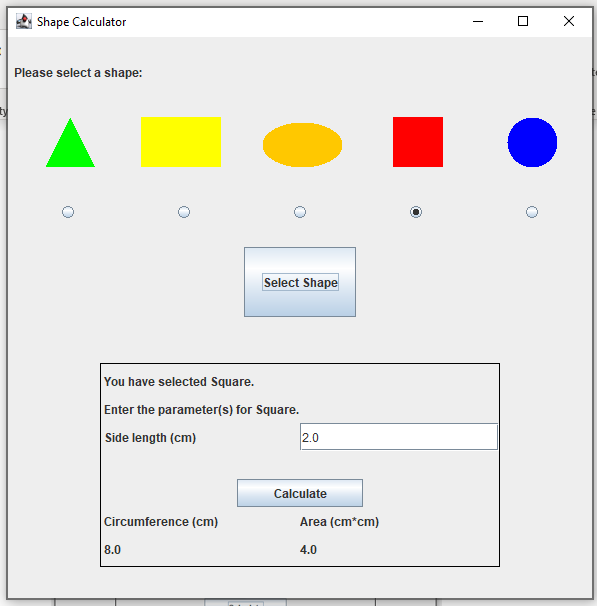 Shape Calculator
Please select a shape:
Select Shape
You have selected Square.
Enter the parameter(s) for Square.
Side length (cm) 2.0
Calculate
Circumference (cm) Area (cm*cm)
8.0 4.0